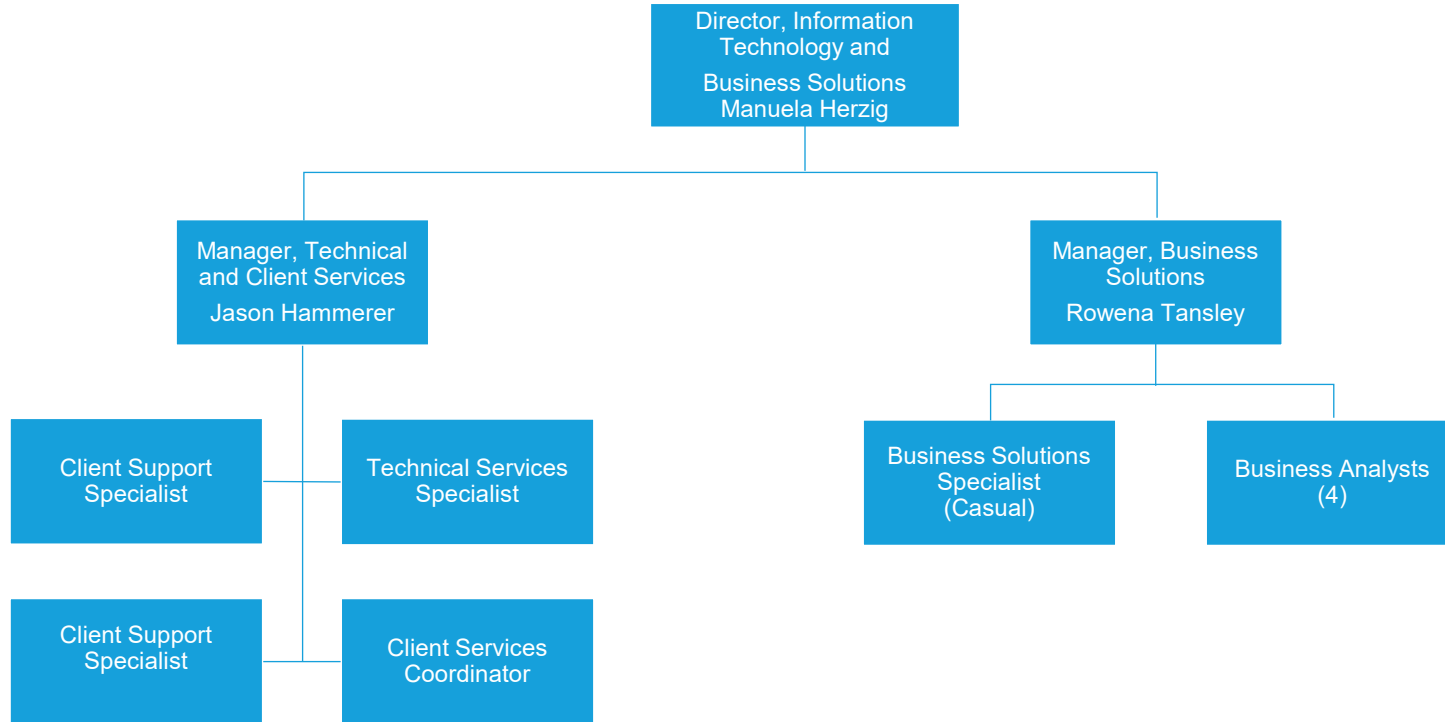 Director, Information
Technology and
Business Solutions
Manuela Herzig
Manager, Technical
and Client Services
Jason Hammerer
Manager, Business
Solutions
Rowena Tansley
Client Support
Specialist
Technical Services
Specialist
Business Solutions
Specialist
(Casual)
Business Analysts
(4)
Client Support
Specialist
Client Services
Coordinator